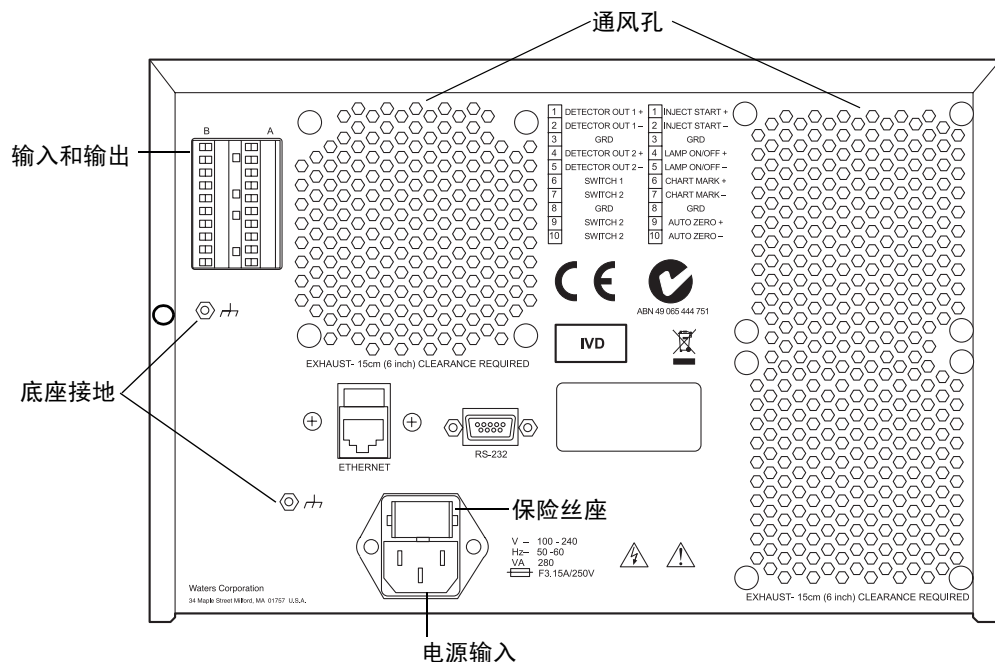 通风孔
B A
输入和输出
1 DETECTOR OUT 1 + 1 INJECT START +
2 DETECTOR OUT 1 – 2 INJECT START –
3 GRD 3 GRD
4 DETECTOR OUT 2 + 4 LAMP ON/OFF +
5 DETECTOR OUT 2 – 5 LAMP ON/OFF –
6 SWITCH 1 6 CHART MARK +
7 SWITCH 2 7 CHART MARK –
8 GRD 8 GRD
9 SWITCH 2 9 AUTO ZERO +
10 SWITCH 2 10 AUTO ZERO –
CE
ABN 49 065 444 751
IVD
EXHAUST- 15cm (6 inch) CLEARANCE REQUIRED
底座接地
ETHERNET
RS-232
保险丝座
V – 100 - 240
Hz– 50 -60
VA 280
F3.15A/250V
Waters Corporation
34 Maple Street Milford, MA 01757 U.S.A.
EXHAUST- 15cm (6 inch) CLEARANCE REQUIRED
电源输入